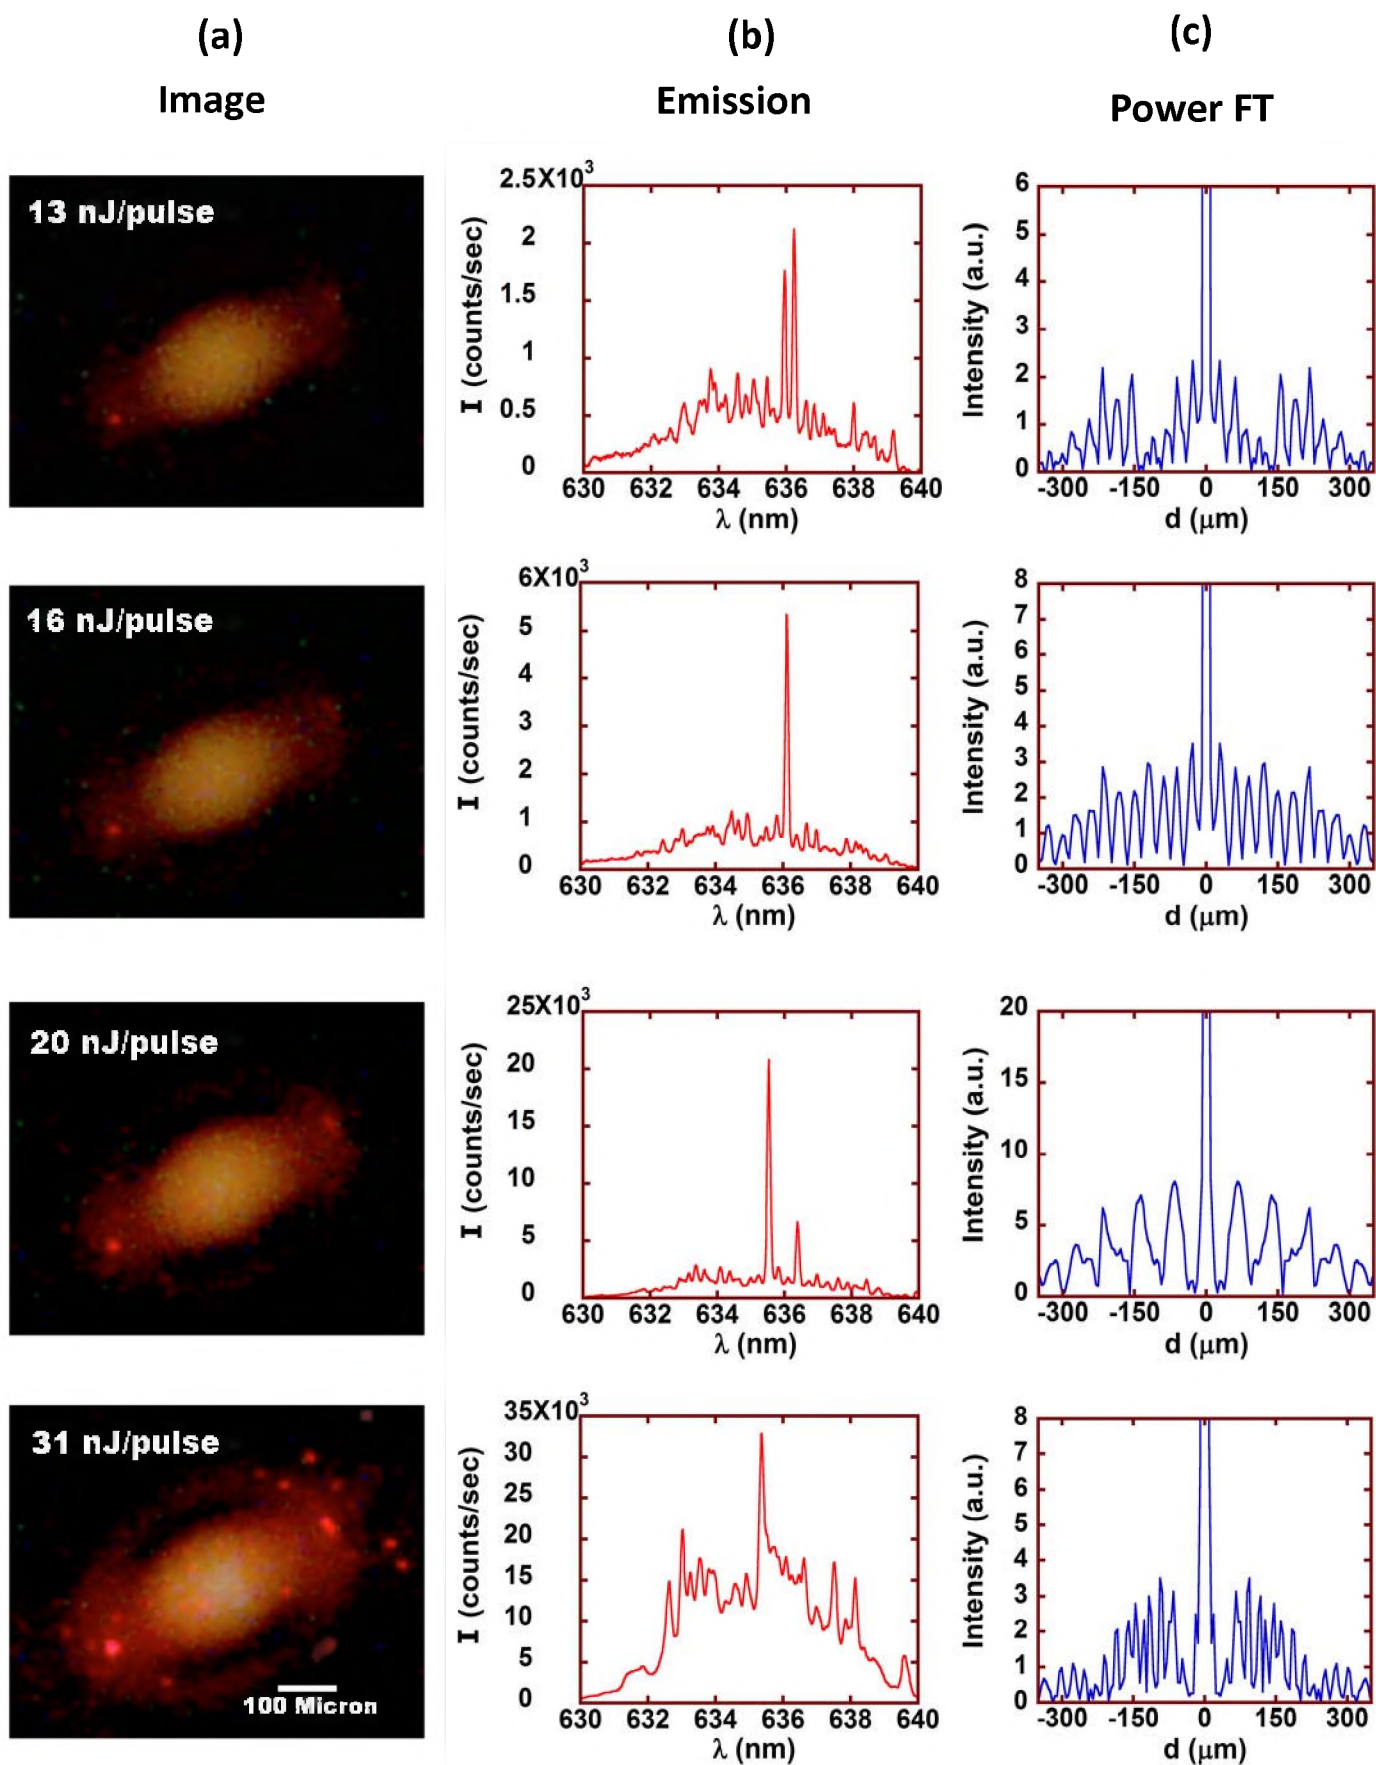 (a) (b) (c)
Image Emission Power FT
13 nJ/pulse
2.5X10³
2
1.5
1
0.5
0
I (counts/sec)
630 632 634 636 638 640
λ (nm)
6
5
4
3
2
1
0
Intensity (a.u.)
-300 -150 0 150 300
d (μm)
16 nJ/pulse
6X10³
5
4
3
2
1
0
I (counts/sec)
630 632 634 636 638 640
λ (nm)
8
7
6
5
4
3
2
1
0
Intensity (a.u.)
-300 -150 0 150 300
d (μm)
20 nJ/pulse
25X10³
20
15
10
5
0
I (counts/sec)
630 632 634 636 638 640
λ (nm)
20
15
10
5
0
Intensity (a.u.)
-300 -150 0 150 300
d (μm)
31 nJ/pulse
100 Micron
35X10³
30
25
20
15
10
5
0
I (counts/sec)
630 632 634 636 638 640
λ (nm)
8
7
6
5
4
3
2
1
0
Intensity (a.u.)
-300 -150 0 150 300
d (μm)